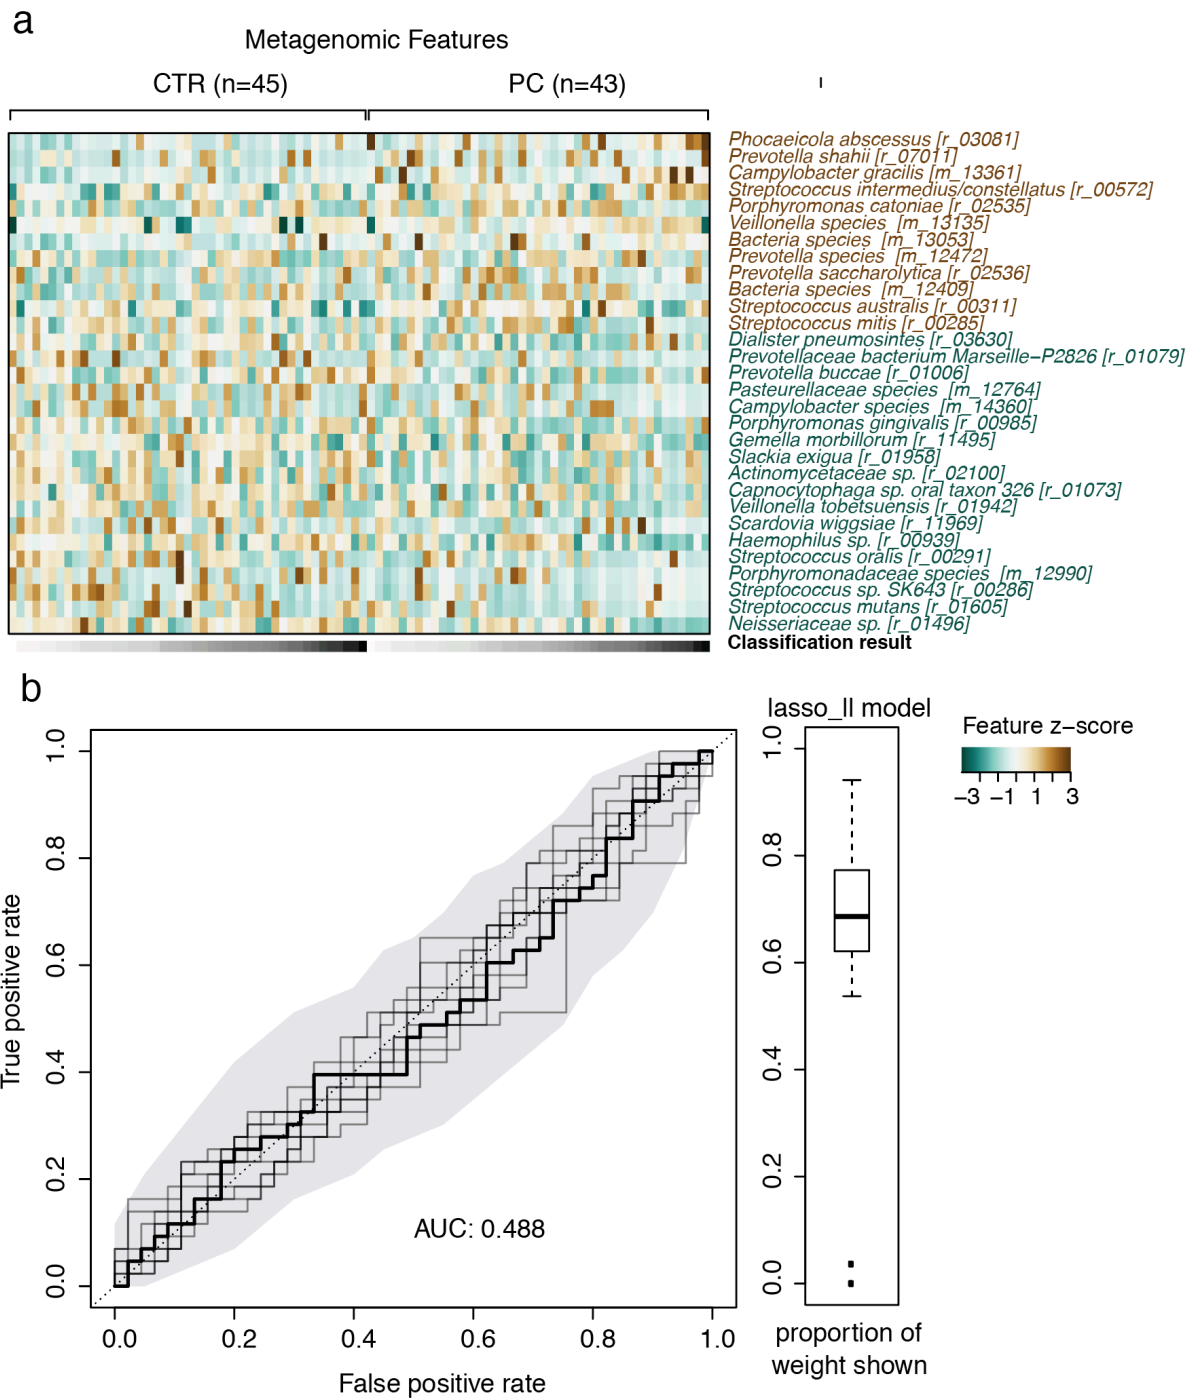 a
Metagenomic Features
CTR (n=45)
PC (n=43)
Phocaeicola abscessus [r_03081]
Prevotella shahii [r_07011]
Campylobacter gracilis [m_13361]
Streptococcus intermedius/constellatus [r_00572]
Porphyromonas catoniae [r_02535]
Veillonella species [m_13135]
Bacteria species [m_13053]
Prevotella species [m_12472]
Prevotella saccharolytica [r_02536]
Bacteria species [m_12409]
Streptococcus australis [r_00311]
Streptococcus mitis [r_00285]
Dialister pneumosintes [r_03630]
Prevotellaceae bacterium Marseille−P2826 [r_01079]
Prevotella buccae [r_01006]
Pasteurellaceae species [m_12764]
Campylobacter species [m_14360]
Porphyromonas gingivalis [r_00985]
Gemella morbillorum [r_11495]
Slackia exigua [r_01958]
Actinomycetaceae sp. [r_02100]
Capnocytophaga sp. oral taxon 326 [r_01073]
Veillonella tobetsuensis [r_01942]
Scardovia wiggsiae [r_11969]
Haemophilus sp. [r_00939]
Streptococcus oralis [r_00291]
Porphyromonadaceae species [m_12990]
Streptococcus sp. SK643 [r_00286]
Streptococcus mutans [r_01605]
Neisseriaceae sp. [r_01496]
Classification result
b
True positive rate
1.0
0.8
0.6
0.4
0.2
0.0
AUC: 0.488
0.0 0.2 0.4 0.6 0.8 1.0
False positive rate
lasso_ll model
1.0
0.8
0.6
0.4
0.2
0.0
proportion of
weight shown
Feature z−score
−3 −1 1 3